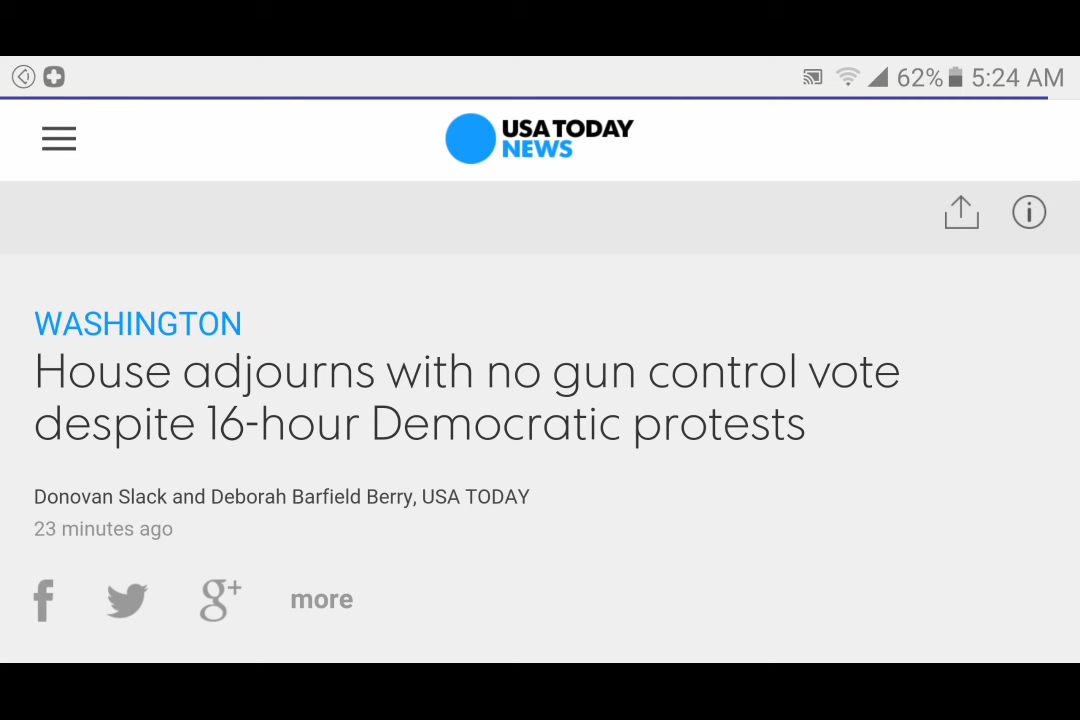 62% 5:24 AM
USA TODAY
NEWS
WASHINGTON
House adjourns with no gun control vote
despite 16-hour Democratic protests
Donovan Slack and Deborah Barfield Berry, USA TODAY
23 minutes ago
f g+ more